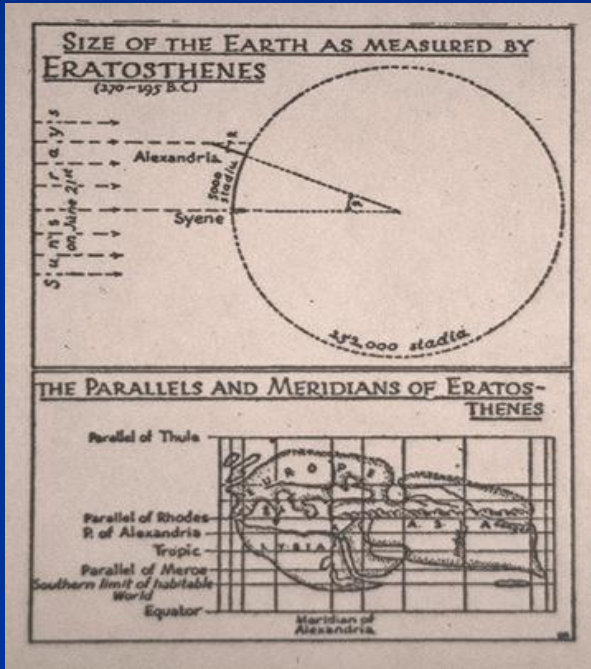 SIZE OF THE EARTH AS MEASURED BY
ERATOSTHENES
(270-195 B.C)
Sun's rays
on June 21st
Alexandria
5000
stadia
Syene
252,000 stadia
THE PARALLELS AND MERIDIANS OF ERATOS-
THENES
Parallel of Thule
EUROPE
Parallel of Rhodes
P. of Alexandria
ASIA
LYBIA
Tropic
Parallel of Meroe
Southern limit of habitable
World
Equator
Meridian of
Alexandria